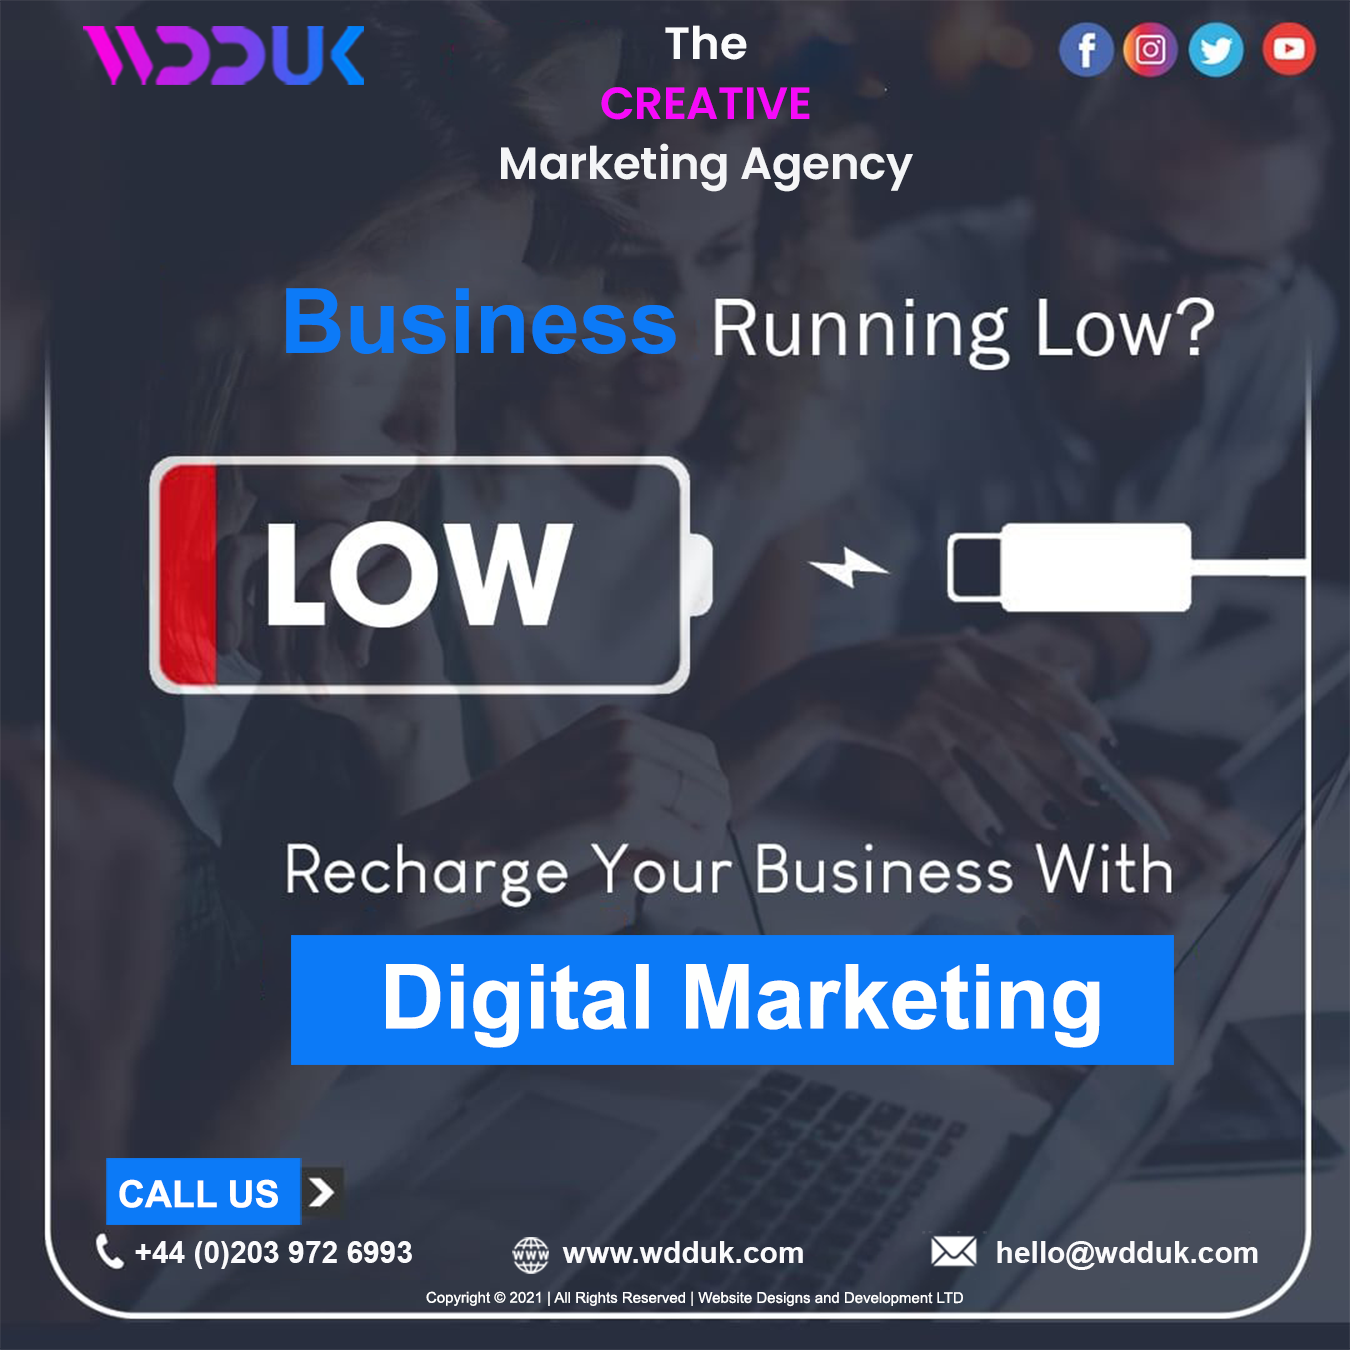 WDDUK
The
CREATIVE
Marketing Agency
Business Running Low?
LOW
Recharge Your Business With
Digital Marketing
CALL US
+44 (0)203 972 6993
www.wdduk.com
hello@wdduk.com
Copyright © 2021 | All Rights Reserved | Website Designs and Development LTD